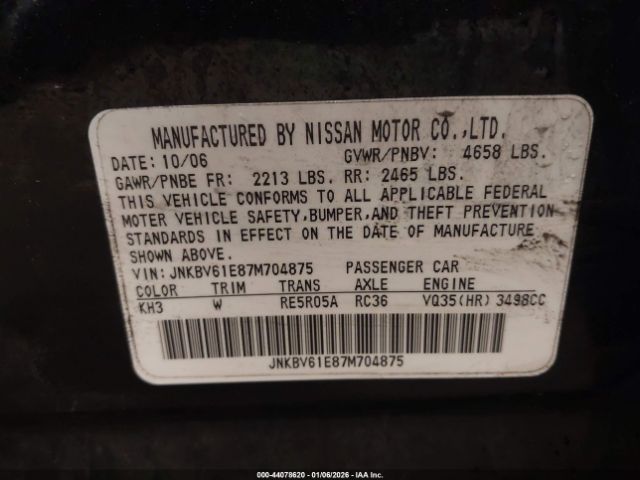 MANUFACTURED BY NISSAN MOTOR CO.,LTD.
DATE: 10/06 GVWR/PNBV: 4658 LBS.
GAWR/PNBE FR: 2213 LBS. RR: 2465 LBS.
THIS VEHICLE CONFORMS TO ALL APPLICABLE FEDERAL
MOTER VEHICLE SAFETY,BUMPER,AND THEFT PREVENTION
STANDARDS IN EFFECT ON THE DATE OF MANUFACTURE
SHOWN ABOVE.
VIN: JNKBV61E87M704875 PASSENGER CAR
COLOR TRIM TRANS AXLE ENGINE
KH3 W RE5R05A RC36 VQ35(HR) 3498CC
JNKBV61E87M704875
000-44078620 - 01/06/2026 - IAA Inc.